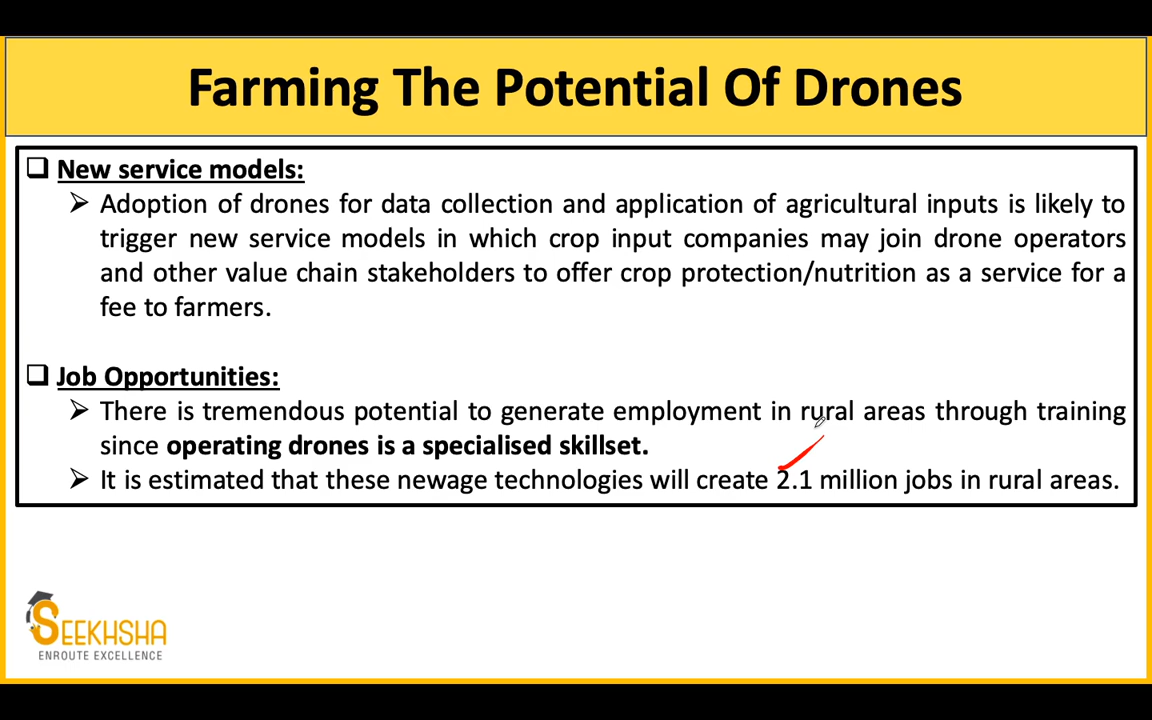 Farming The Potential Of Drones
New service models:
Adoption of drones for data collection and application of agricultural inputs is likely to
trigger new service models in which crop input companies may join drone operators
and other value chain stakeholders to offer crop protection/nutrition as a service for a
fee to farmers.
Job Opportunities:
There is tremendous potential to generate employment in rural areas through training
since operating drones is a specialised skillset.
It is estimated that these newage technologies will create 2.1 million jobs in rural areas.
SEEKHSHA
ENROUTE EXCELLENCE